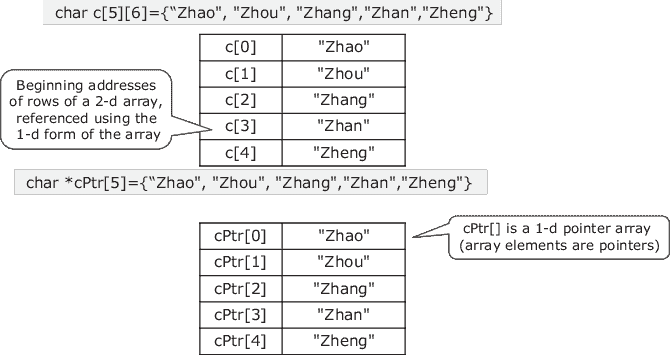 char c[5][6]={“Zhao", "Zhou", "Zhang","Zhan","Zheng"}
c[0] "Zhao"
c[1] "Zhou"
c[2] "Zhang"
c[3] "Zhan"
c[4] "Zheng"
Beginning addresses
of rows of a 2-d array,
referenced using the
1-d form of the array
char *cPtr[5]={“Zhao", "Zhou", "Zhang","Zhan","Zheng"}
cPtr[0] "Zhao"
cPtr[1] "Zhou"
cPtr[2] "Zhang"
cPtr[3] "Zhan"
cPtr[4] "Zheng"
cPtr[] is a 1-d pointer array
(array elements are pointers)